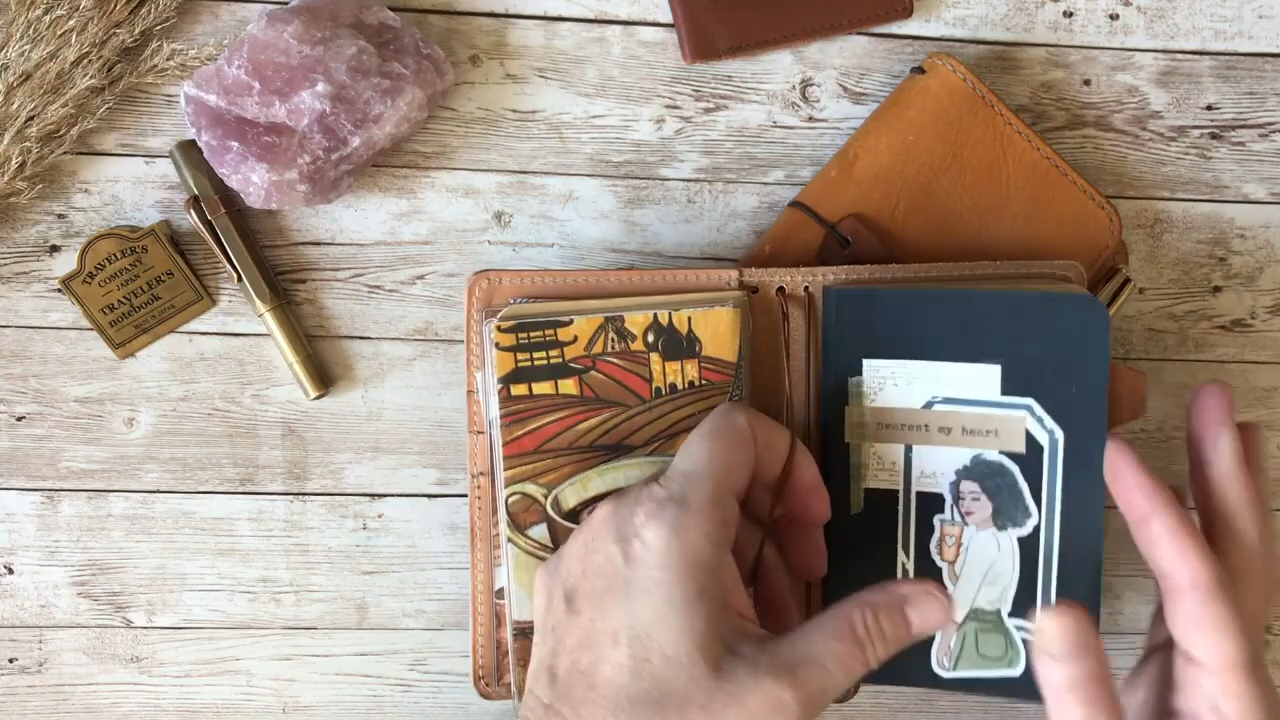 TRAVELER'S
COMPANY
JAPAN
TRAVELER'S
notebook
MADE IN JAPAN
nearest my heart